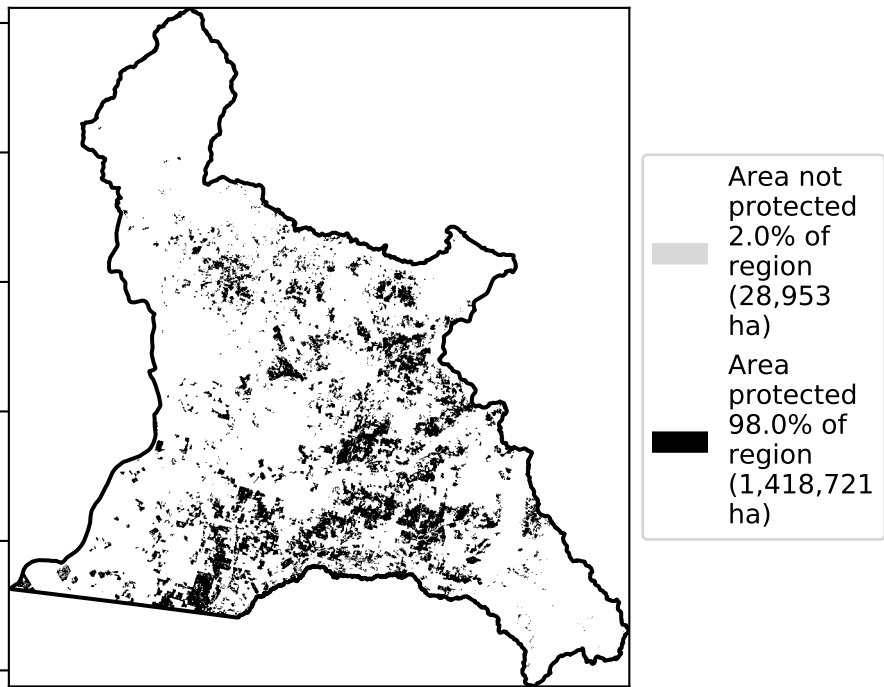 Area not
protected
2.0% of
region
(28,953
ha)
Area
protected
98.0% of
region
(1,418,721
ha)